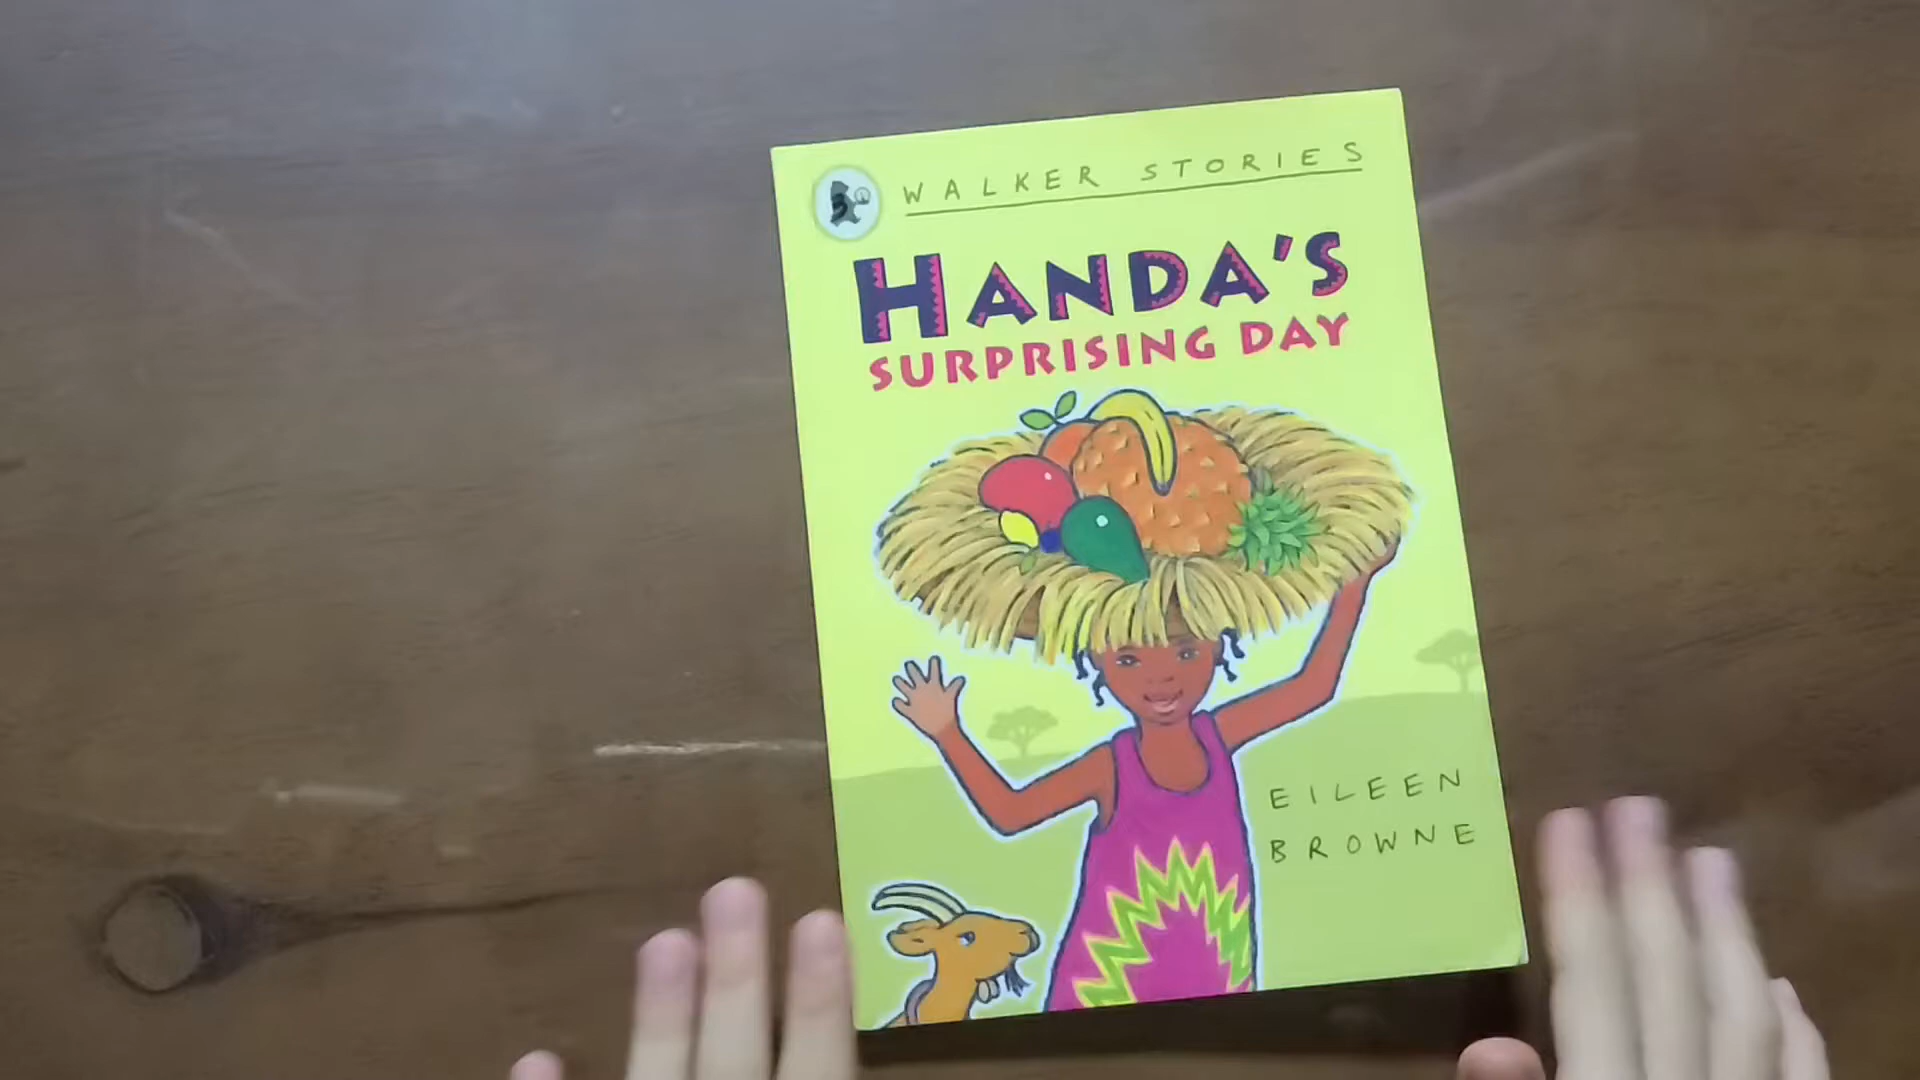 WALKER STORIES
HANDA'S
SURPRISING DAY
EILEEN
BROWNE